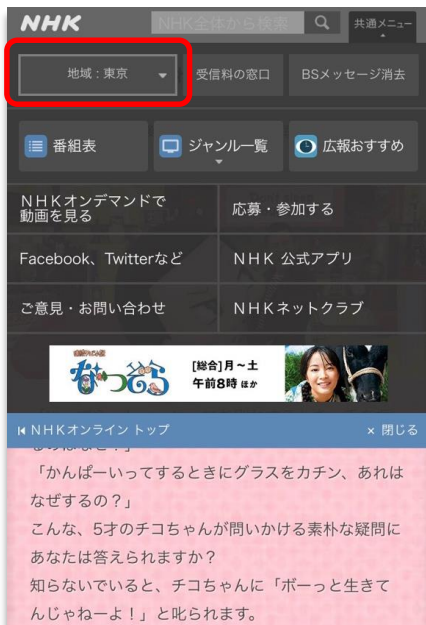 NHK
NHK全体から検索
共通メニュー
地域：東京
受信料の窓口
BSメッセージ消去
番組表
ジャンル一覧
広報おすすめ
NHKオンデマンドで
動画を見る
応募・参加する
Facebook、Twitterなど
NHK 公式アプリ
ご意見・お問い合わせ
NHKネットクラブ
なつぞら
[総合]月～土
午前8時 ほか
NHKオンライン トップ
× 閉じる
「かんぱーいってするときにグラスをカチン、あれは
なぜするの？」
こんな、5才のチコちゃんが問いかける素朴な疑問に
あなたは答えられますか？
知らないでいると、チコちゃんに「ボーっと生きて
んじゃねーよ！」と叱られます。